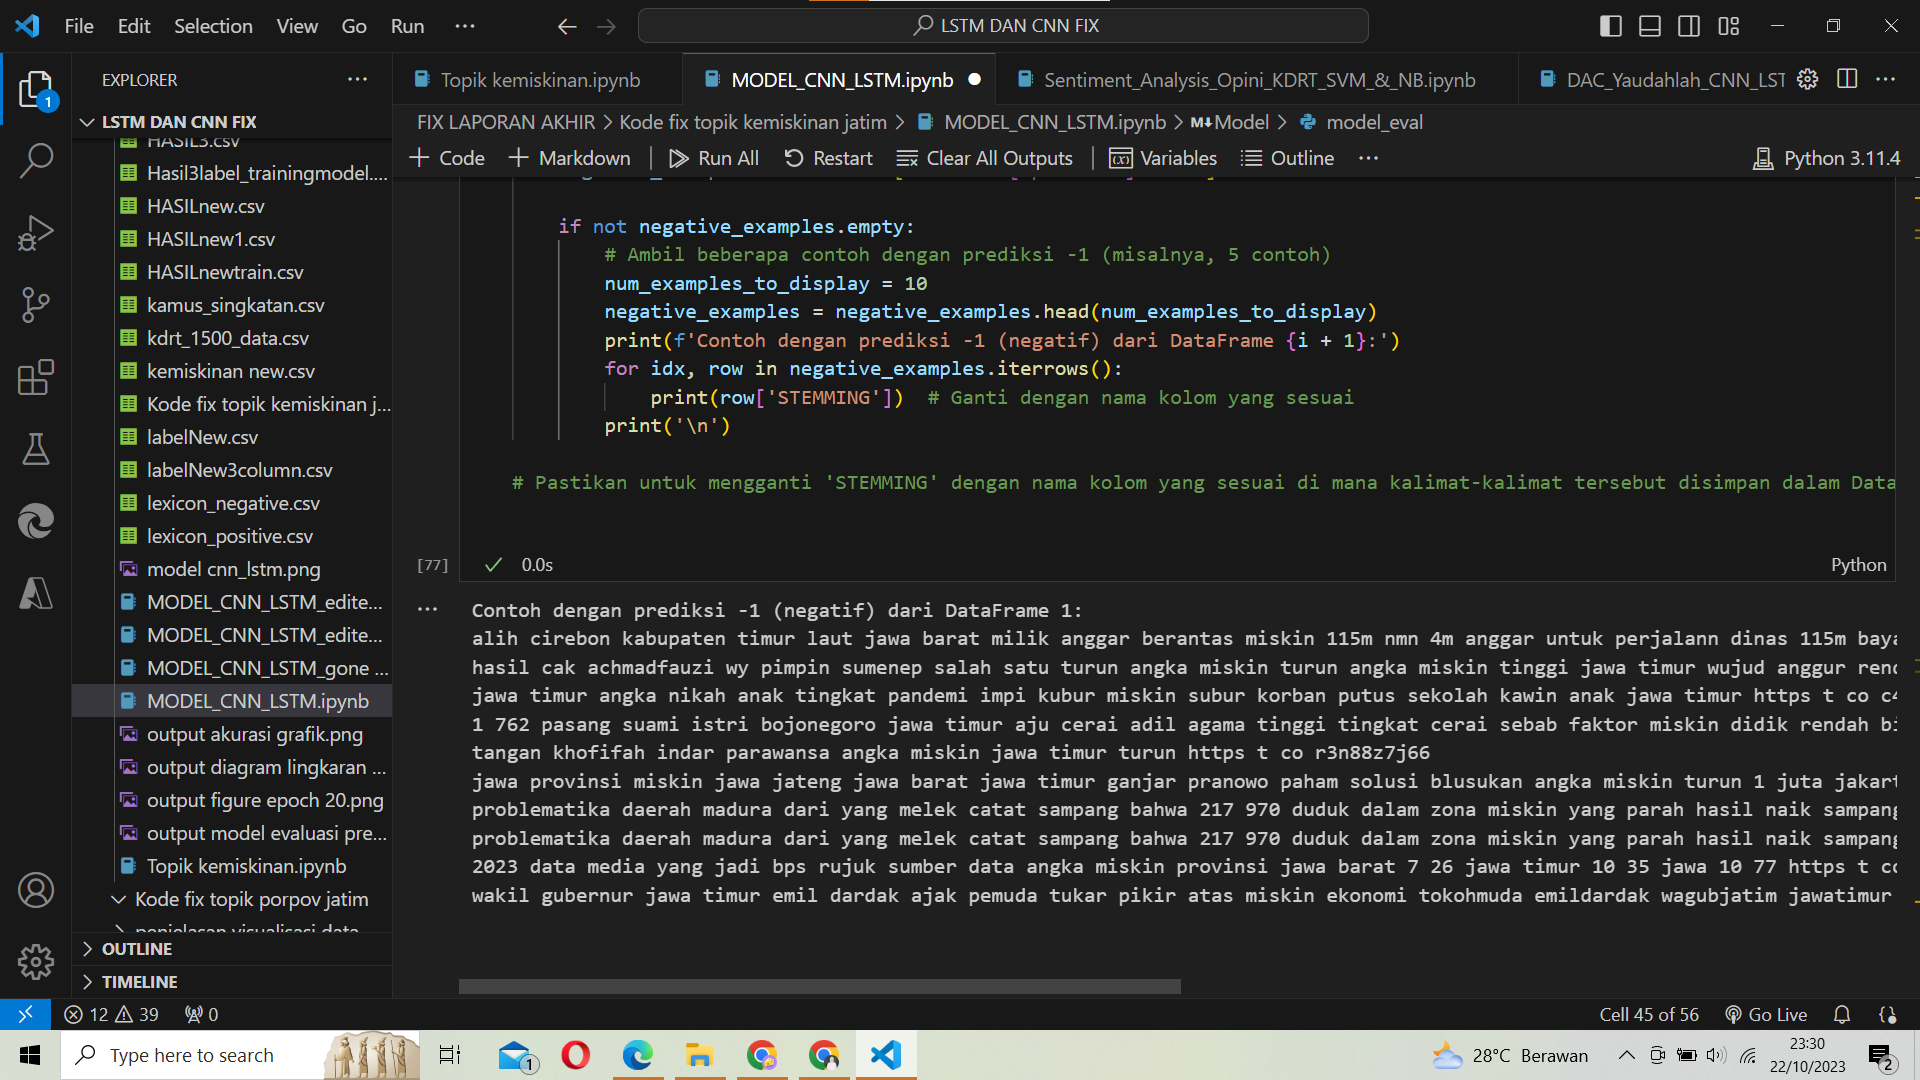 File Edit Selection View Go Run ···
LSTM DAN CNN FIX
EXPLORER ···
Topik kemiskinan.ipynb MODEL_CNN_LSTM.ipynb Sentiment_Analysis_Opini_KDRT_SVM_&_NB.ipynb DAC_Yaudahlah_CNN_LST
FIX LAPORAN AKHIR > Kode fix topik kemiskinan jatim > MODEL_CNN_LSTM.ipynb > M↓Model > model_eval
+ Code + Markdown | Run All Restart Clear All Outputs | Variables Outline ··· Python 3.11.4
1
LSTM DAN CNN FIX
HASIL3.csv
Hasil3label_trainingmodel....
HASILnew.csv
HASILnew1.csv
HASILnewtrain.csv
kamus_singkatan.csv
kdrt_1500_data.csv
kemiskinan new.csv
Kode fix topik kemiskinan j...
labelNew.csv
labelNew3column.csv
lexicon_negative.csv
lexicon_positive.csv
model cnn_lstm.png
MODEL_CNN_LSTM_edite...
MODEL_CNN_LSTM_edite...
MODEL_CNN_LSTM_gone ...
MODEL_CNN_LSTM.ipynb
output akurasi grafik.png
output diagram lingkaran ...
output figure epoch 20.png
output model evaluasi pre...
Topik kemiskinan.ipynb
Kode fix topik porpov jatim
penjelasan visualisasi data
OUTLINE
TIMELINE
if not negative_examples.empty:
# Ambil beberapa contoh dengan prediksi -1 (misalnya, 5 contoh)
num_examples_to_display = 10
negative_examples = negative_examples.head(num_examples_to_display)
print(f'Contoh dengan prediksi -1 (negatif) dari DataFrame {i + 1}:')
for idx, row in negative_examples.iterrows():
print(row['STEMMING']) # Ganti dengan nama kolom yang sesuai
print('\n')
# Pastikan untuk mengganti 'STEMMING' dengan nama kolom yang sesuai di mana kalimat-kalimat tersebut disimpan dalam Data
[77] ✓ 0.0s Python
··· Contoh dengan prediksi -1 (negatif) dari DataFrame 1:
alih cirebon kabupaten timur laut jawa barat milik anggar berantas miskin 115m nmn 4m anggar untuk perjalann dinas 115m baya
hasil cak achmadfauzi wy pimpin sumenep salah satu turun angka miskin turun angka miskin tinggi jawa timur wujud anggur rend
jawa timur angka nikah anak tingkat pandemi impi kubur miskin subur korban putus sekolah kawin anak jawa timur https t co c4
1 762 pasang suami istri bojonegoro jawa timur aju cerai adil agama tinggi tingkat cerai sebab faktor miskin didik rendah bi
tangan khofifah indar parawansa angka miskin jawa timur turun https t co r3n88z7j66
jawa provinsi miskin jawa jateng jawa barat jawa timur ganjar pranowo paham solusi blusukan angka miskin turun 1 juta jakart
problematika daerah madura dari yang melek catat sampang bahwa 217 970 duduk dalam zona miskin yang parah hasil naik sampang
problematika daerah madura dari yang melek catat sampang bahwa 217 970 duduk dalam zona miskin yang parah hasil naik sampang
2023 data media yang jadi bps rujuk sumber data angka miskin provinsi jawa barat 7 26 jawa timur 10 35 jawa 10 77 https t co
wakil gubernur jawa timur emil dardak ajak pemuda tukar pikir atas miskin ekonomi tokohmuda emildardak wagubjatim jawatimur
12 39 0
Cell 45 of 56 Go Live
Type here to search
1
28°C Berawan
23:30
22/10/2023
2